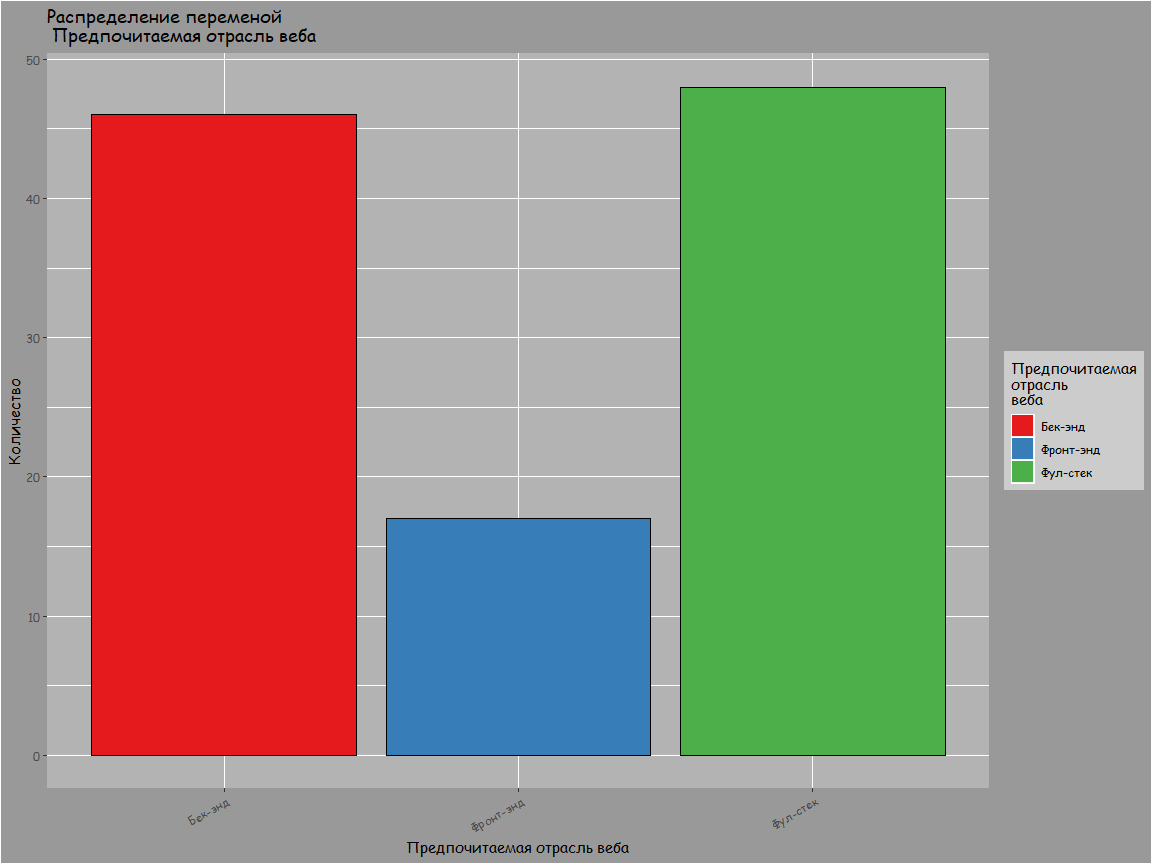 Распределение переменой
Предпочитаемая отрасль веба
50
40
30
20
10
0
Количество
Бек-энд
Фронт-энд
Фул-стек
Предпочитаемая отрасль веба
Предпочитаемая
отрасль
веба
Бек-энд
Фронт-энд
Фул-стек